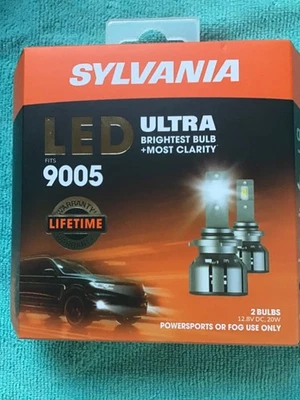 SYLVANIA
LED ULTRA
BRIGHTEST BULB
+MOST CLARITY
FITS
9005
WARRANTY
LIFETIME
2 BULBS
12.8V DC, 20W
POWERSPORTS OR FOG USE ONLY